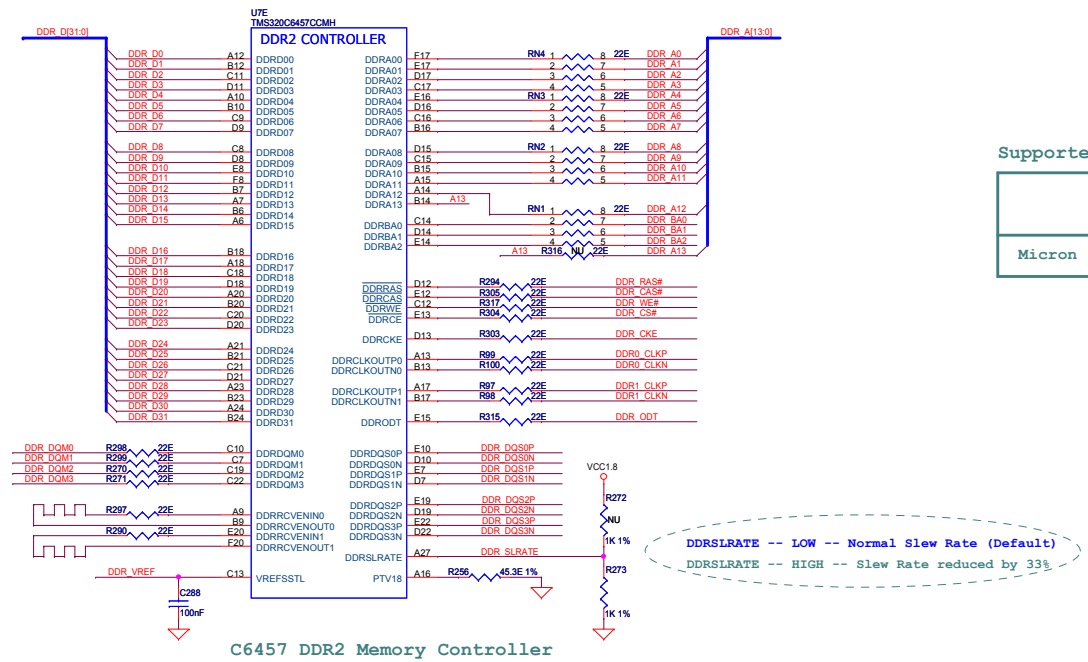 U7E
TMS320C6457CCMH
DDR2 CONTROLLER
DDR_D[31:0]
DDR_A[13:0]
DDR_D0 A12 DDRD00
DDR_D1 B12 DDRD01
DDR_D2 C11 DDRD02
DDR_D3 D11 DDRD03
DDR_D4 A10 DDRD04
DDR_D5 B10 DDRD05
DDR_D6 C9 DDRD06
DDR_D7 D9 DDRD07
DDR_D8 C8 DDRD08
DDR_D9 D8 DDRD09
DDR_D10 E8 DDRD10
DDR_D11 F8 DDRD11
DDR_D12 B7 DDRD12
DDR_D13 A7 DDRD13
DDR_D14 B6 DDRD14
DDR_D15 A6 DDRD15
DDR_D16 B18 DDRD16
DDR_D17 A18 DDRD17
DDR_D18 C18 DDRD18
DDR_D19 D18 DDRD19
DDR_D20 A20 DDRD20
DDR_D21 B20 DDRD21
DDR_D22 C20 DDRD22
DDR_D23 D20 DDRD23
DDR_D24 A21 DDRD24
DDR_D25 B21 DDRD25
DDR_D26 C21 DDRD26
DDR_D27 D21 DDRD27
DDR_D28 A23 DDRD28
DDR_D29 B23 DDRD29
DDR_D30 A24 DDRD30
DDR_D31 B24 DDRD31
DDR_DQM0 R298 22E C10 DDRDQM0
DDR_DQM1 R299 22E C7 DDRDQM1
DDR_DQM2 R270 22E C19 DDRDQM2
DDR_DQM3 R271 22E C22 DDRDQM3
R297 22E A9 DDRRCVENIN0
B9 DDRRCVENOUT0
R290 22E E20 DDRRCVENIN1
F20 DDRRCVENOUT1
DDR_VREF C13 VREFSSTL
C288
100nF
DDRA00 F17 RN4 1 8 22E DDR_A0
DDRA01 E17 2 7 DDR_A1
DDRA02 D17 3 6 DDR_A2
DDRA03 C17 4 5 DDR_A3
DDRA04 E16 RN3 1 8 22E DDR_A4
DDRA05 D16 2 7 DDR_A5
DDRA06 C16 3 6 DDR_A6
DDRA07 B16 4 5 DDR_A7
DDRA08 D15 RN2 1 8 22E DDR_A8
DDRA09 C15 2 7 DDR_A9
DDRA10 B15 3 6 DDR_A10
DDRA11 A15 4 5 DDR_A11
DDRA12 A14
DDRA13 B14 A13
RN1 1 8 22E DDR_A12
DDRBA0 C14 2 7 DDR_BA0
DDRBA1 D14 3 6 DDR_BA1
DDRBA2 E14 4 5 DDR_BA2
A13 R316 NU 22E DDR_A13
DDRRAS D12 R294 22E DDR_RAS#
DDRCAS E12 R305 22E DDR_CAS#
DDRWE C12 R317 22E DDR_WE#
DDRCE E13 R304 22E DDR_CS#
DDRCKE D13 R303 22E DDR_CKE
DDRCLKOUTP0 A13 R99 22E DDR0_CLKP
DDRCLKOUTN0 B13 R100 22E DDR0_CLKN
DDRCLKOUTP1 A17 R97 22E DDR1_CLKP
DDRCLKOUTN1 B17 R98 22E DDR1_CLKN
DDRODT E15 R315 22E DDR_ODT
DDRDQS0P E10 DDR_DQS0P
DDRDQS0N D10 DDR_DQS0N
DDRDQS1P E7 DDR_DQS1P
DDRDQS1N D7 DDR_DQS1N
DDRDQS2P E19 DDR_DQS2P
DDRDQS2N D19 DDR_DQS2N
DDRDQS3P E22 DDR_DQS3P
DDRDQS3N D22 DDR_DQS3N
DDRSLRATE A27 DDR_SLRATE
PTV18 A16 R256 45.3E 1%
VCC1.8
R272
NU
1K 1%
R273
1K 1%
Supporte
Micron
DDRSLRATE -- LOW -- Normal Slew Rate (Default)
DDRSLRATE -- HIGH -- Slew Rate reduced by 33%
C6457 DDR2 Memory Controller